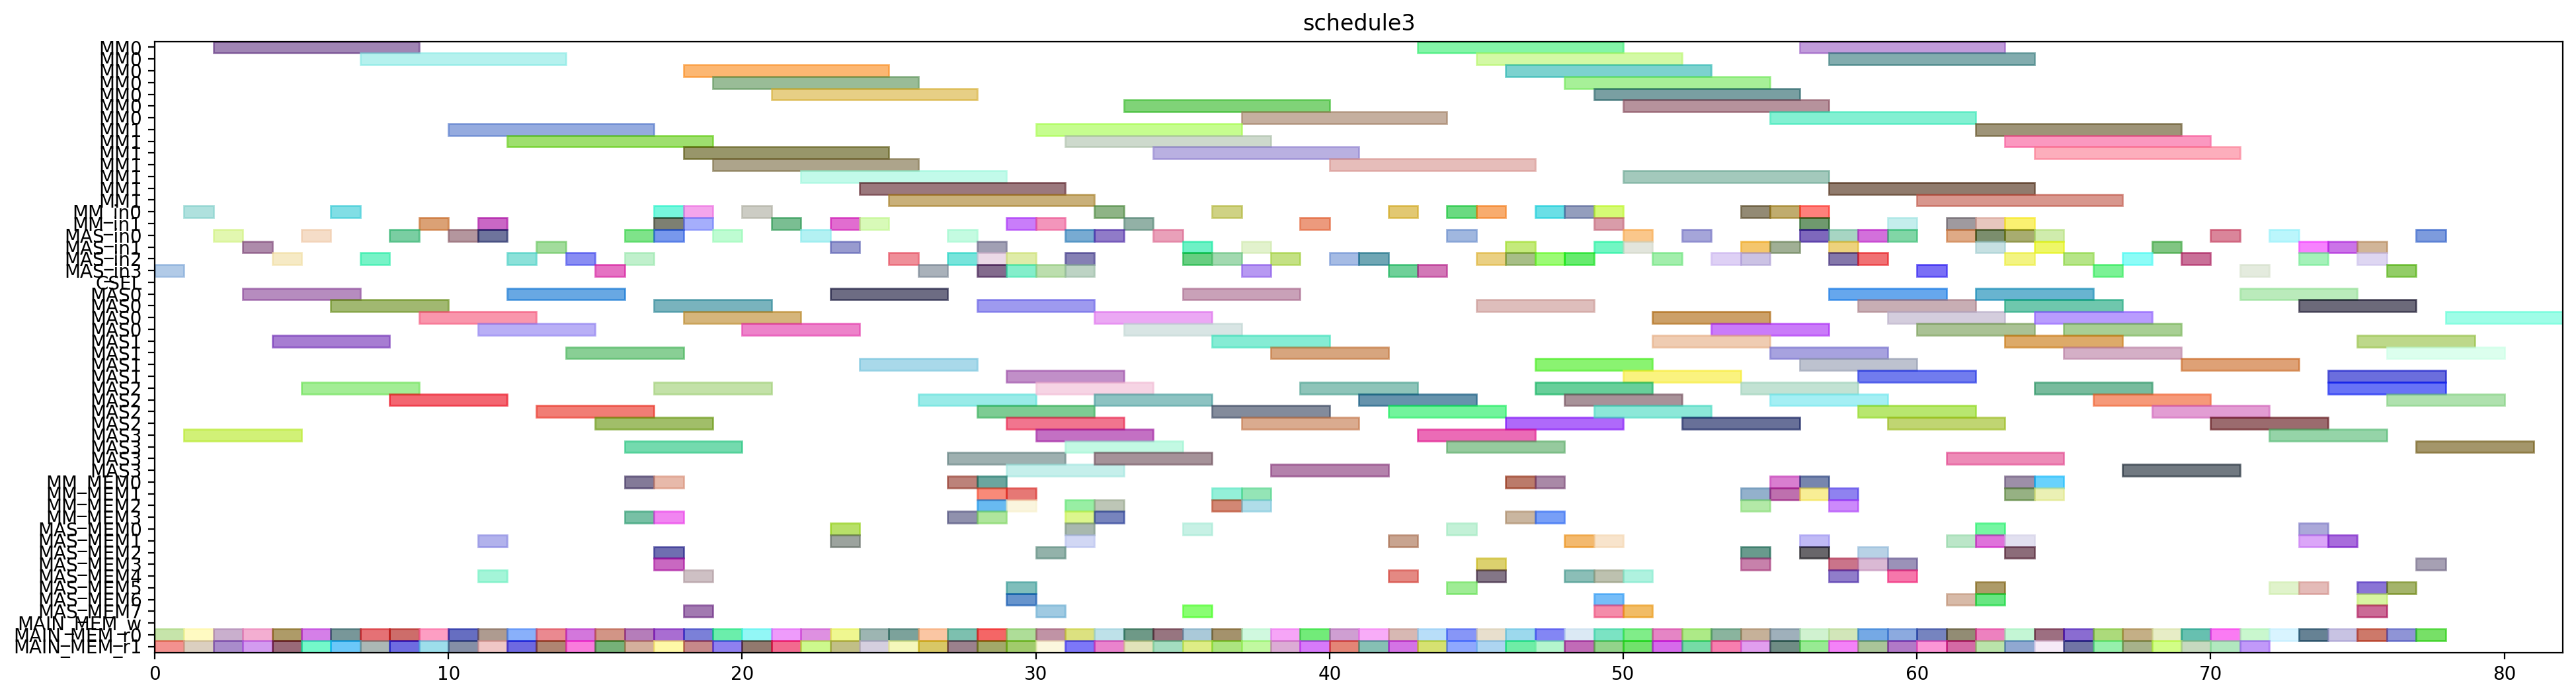 schedule3
MM0
MM0
MM0
MM0
MM0
MM0
MM0
MM1
MM1
MM1
MM1
MM1
MM1
MM1
MM_in0
MM_in1
MAS_in0
MAS_in1
MAS_in2
MAS_in3
CSEL
MAS0
MAS0
MAS0
MAS0
MAS1
MAS1
MAS1
MAS1
MAS2
MAS2
MAS2
MAS2
MAS3
MAS3
MAS3
MAS3
MM_MEM0
MM_MEM1
MM_MEM2
MM_MEM3
MAS_MEM0
MAS_MEM1
MAS_MEM2
MAS_MEM3
MAS_MEM4
MAS_MEM5
MAS_MEM6
MAS_MEM7
MAIN_MEM_w
MAIN_MEM_r0
MAIN_MEM_r1
0 10 20 30 40 50 60 70 80